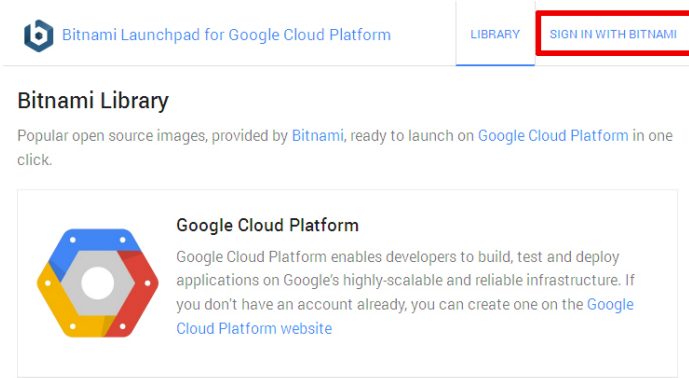 Bitnami Launchpad for Google Cloud Platform
LIBRARY
SIGN IN WITH BITNAMI
Bitnami Library
Popular open source images, provided by Bitnami, ready to launch on Google Cloud Platform in one
click.
Google Cloud Platform
Google Cloud Platform enables developers to build, test and deploy
applications on Google's highly-scalable and reliable infrastructure. If
you don't have an account already, you can create one on the Google
Cloud Platform website